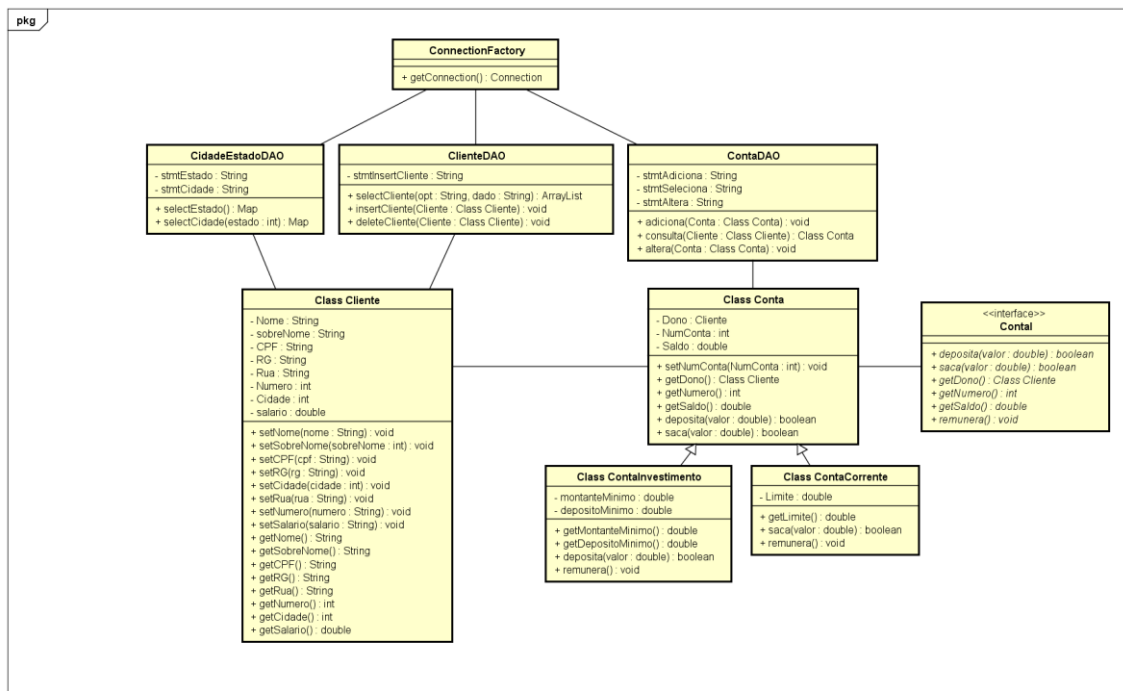 pkg
ConnectionFactory
+ getConnection() : Connection
CidadeEstadoDAO
- stmtEstado : String
- stmtCidade : String
+ selectEstado() : Map
+ selectCidade(estado : int) : Map
ClienteDAO
- stmtInsertCliente : String
+ selectCliente(opt : String, dado : String) : ArrayList
+ insertCliente(Cliente : Class Cliente) : void
+ deleteCliente(Cliente : Class Cliente) : void
ContaDAO
- stmtAdiciona : String
- stmtSeleciona : String
- stmtAltera : String
+ adiciona(Conta : Class Conta) : void
+ consulta(Cliente : Class Cliente) : Class Conta
+ altera(Conta : Class Conta) : void
Class Cliente
- Nome : String
- sobreNome : String
- CPF : String
- RG : String
- Rua : String
- Numero : int
- Cidade : int
- salario : double
+ setNome(nome : String) : void
+ setSobreNome(sobreNome : int) : void
+ setCPF(cpf : String) : void
+ setRG(rg : String) : void
+ setCidade(cidade : int) : void
+ setRua(rua : String) : void
+ setNumero(numero : String) : void
+ setSalario(salario : String) : void
+ getNome() : String
+ getSobreNome() : String
+ getCPF() : String
+ getRG() : String
+ getRua() : String
+ getNumero() : int
+ getCidade() : int
+ getSalario() : double
Class Conta
- Dono : Cliente
- NumConta : int
- Saldo : double
+ setNumConta(NumConta : int) : void
+ getDono() : Class Cliente
+ getNumero() : int
+ getSaldo() : double
+ deposita(valor : double) : boolean
+ saca(valor : double) : boolean
<<interface>>
ContaI
+ deposita(valor : double) : boolean
+ saca(valor : double) : boolean
+ getDono() : Class Cliente
+ getNumero() : int
+ getSaldo() : double
+ remunera() : void
Class ContaInvestimento
- montanteMinimo : double
- depositoMinimo : double
+ getMontanteMinimo() : double
+ getDepositoMinimo() : double
+ deposita(valor : double) : boolean
+ remunera() : void
Class ContaCorrente
- Limite : double
+ getLimite() : double
+ saca(valor : double) : boolean
+ remunera() : void